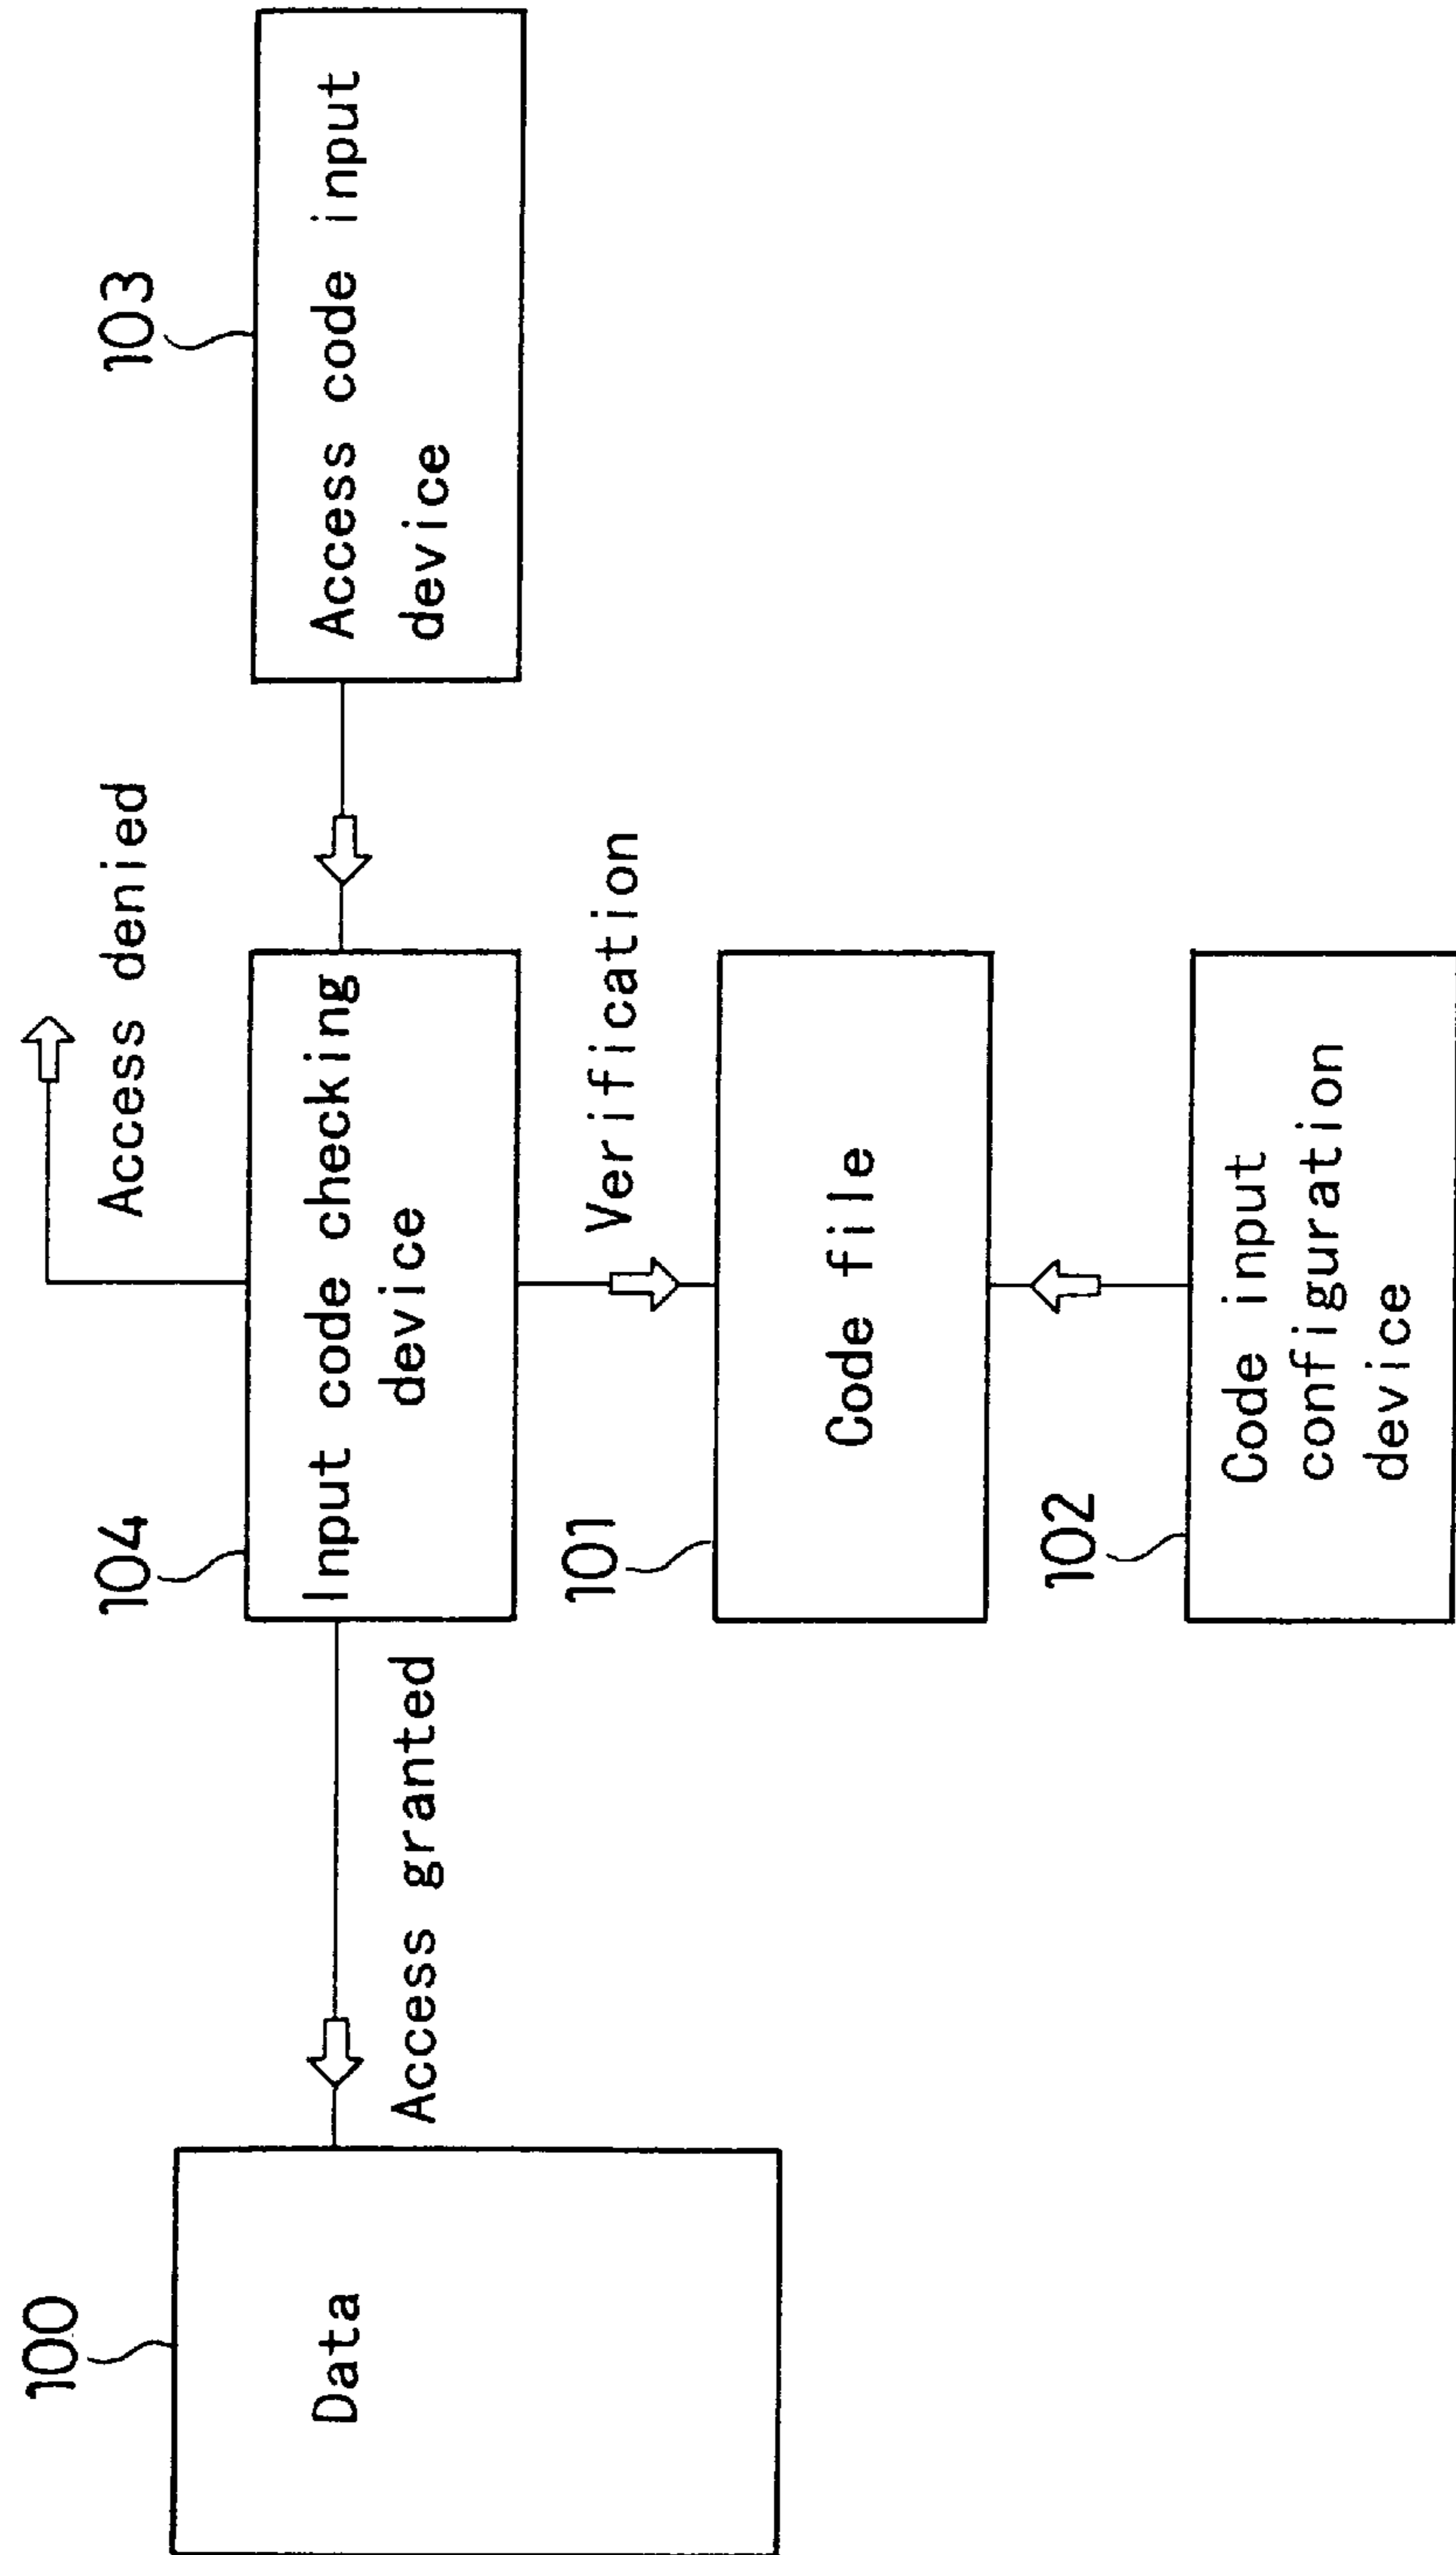 100
Data
Access granted
104
Input code checking
device
Access denied
Verification
101
Code file
102
Code input
configuration
device
103
Access code input
device